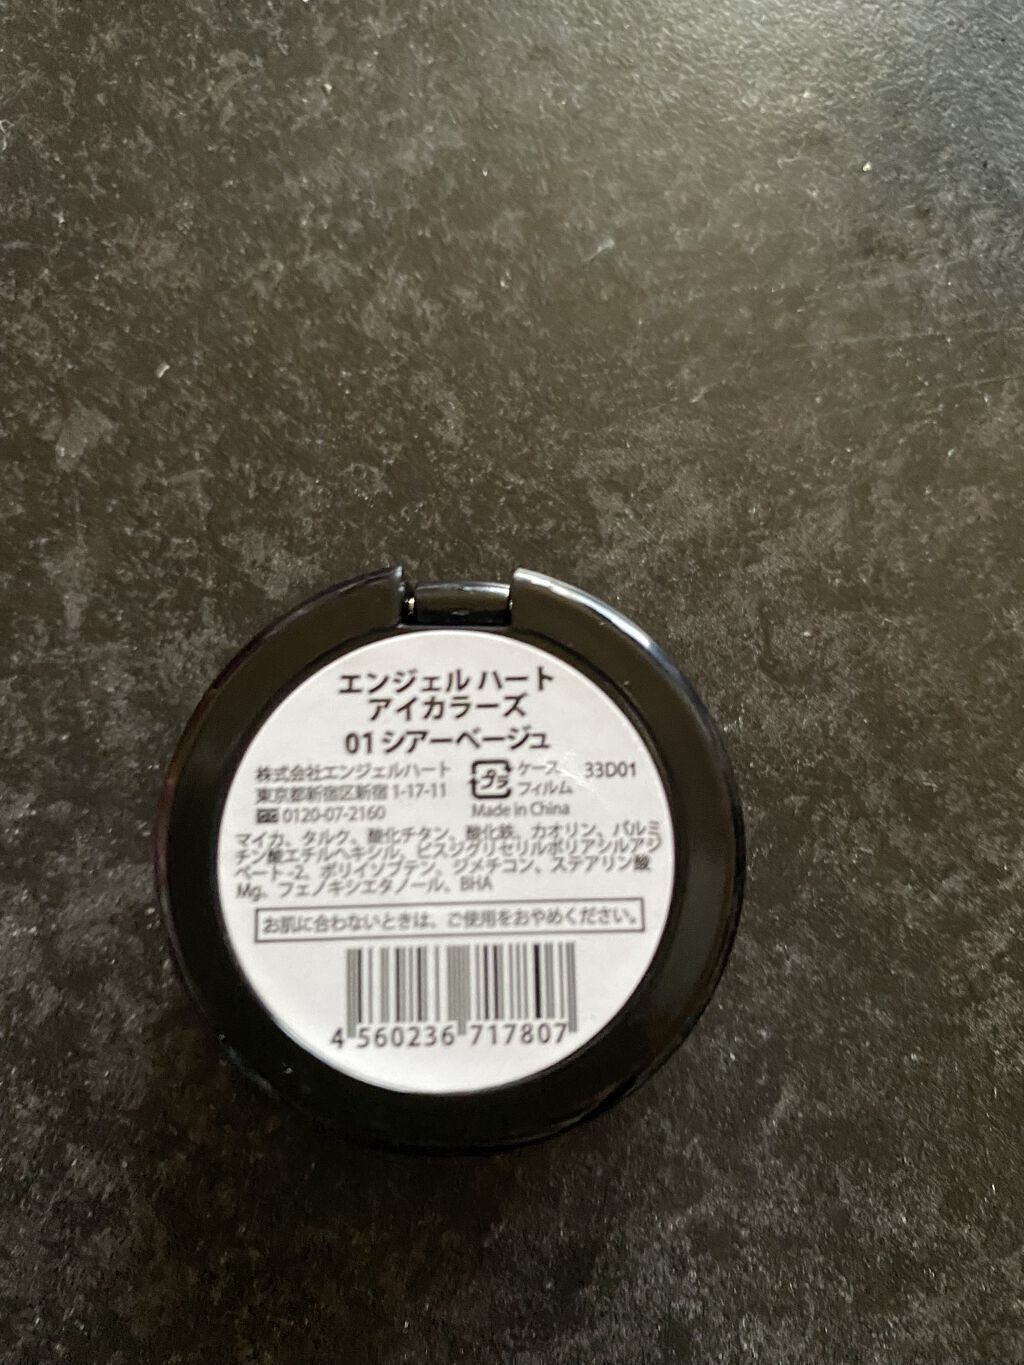 エンジェル ハート
アイカラーズ
01 シアーベージュ
株式会社エンジェルハート
東京都新宿区新宿 1-17-11
0120-07-2160
プラ
ケース
フィルム
33D01
Made in China
マイカ、タルク、酸化チタン、酸化鉄、カオリン、パルミ
チン酸エチルヘキシル、ビスジグリセリルポリアシルアジ
ペート-2、ポリイソブテン、ジメチコン、ステアリン酸
Mg、フェノキシエタノール、BHA
お肌に合わないときは、ご使用をおやめください。
4 560236 717807